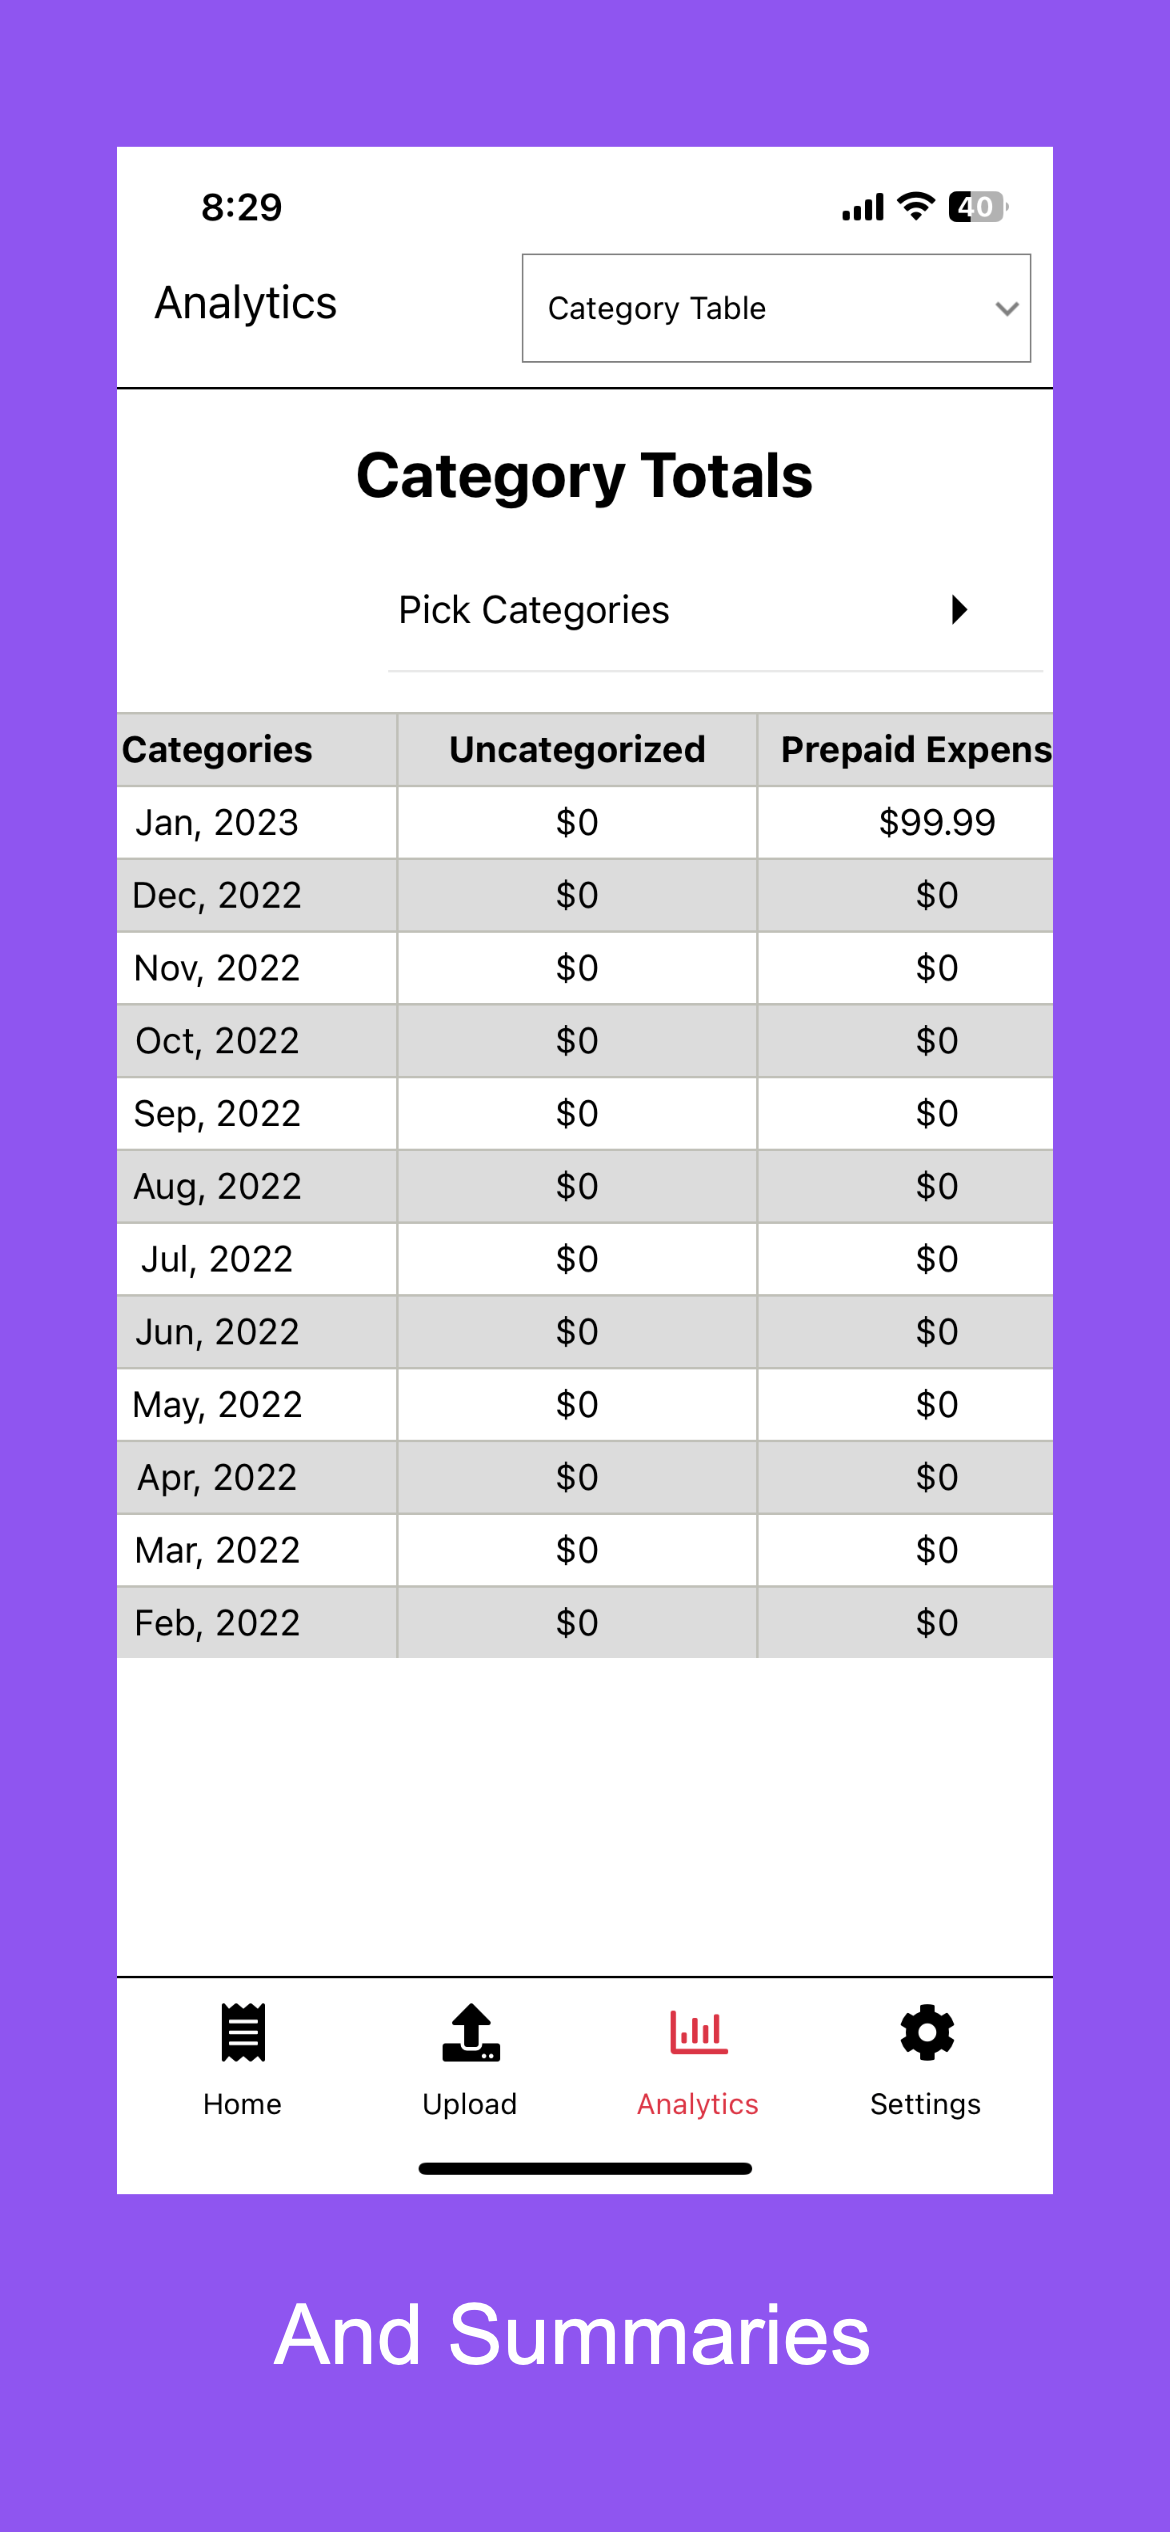 8:29
40
Analytics
Category Table
Category Totals
Pick Categories
Categories Uncategorized Prepaid Expens
Jan, 2023 $0 $99.99
Dec, 2022 $0 $0
Nov, 2022 $0 $0
Oct, 2022 $0 $0
Sep, 2022 $0 $0
Aug, 2022 $0 $0
Jul, 2022 $0 $0
Jun, 2022 $0 $0
May, 2022 $0 $0
Apr, 2022 $0 $0
Mar, 2022 $0 $0
Feb, 2022 $0 $0
Home Upload Analytics Settings
And Summaries